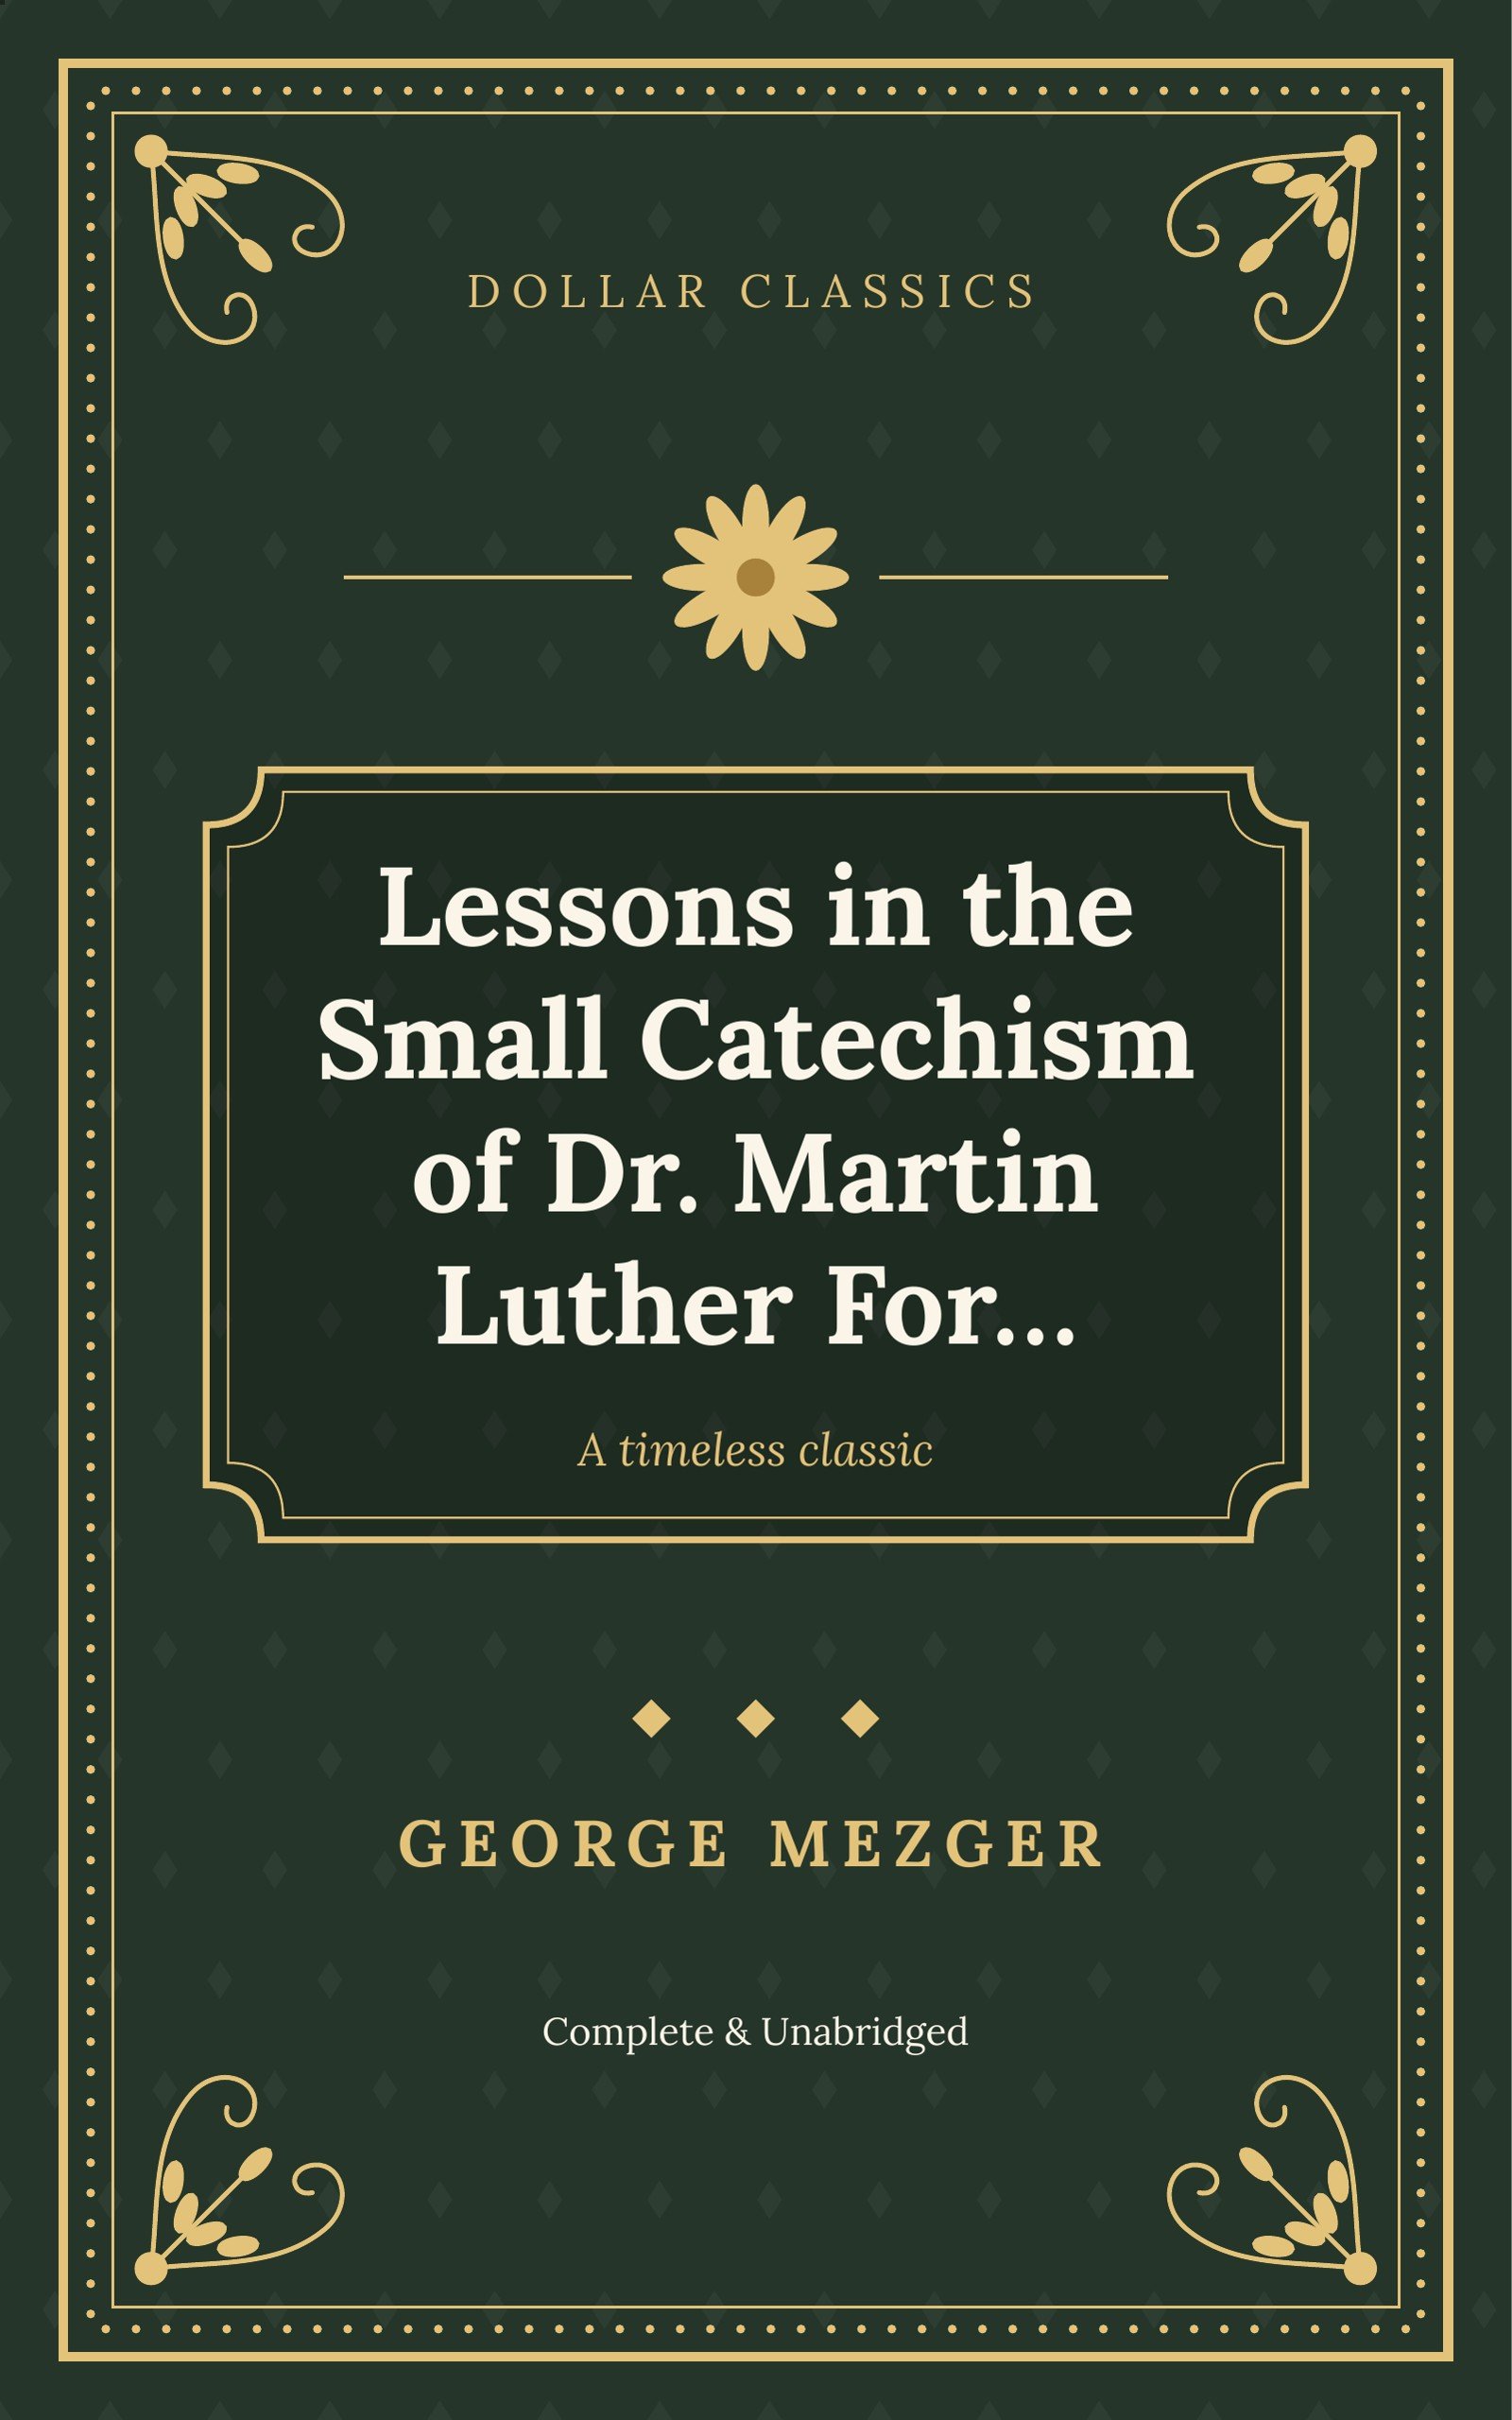 DOLLAR CLASSICS
Lessons in the
Small Catechism
of Dr. Martin
Luther For...
A timeless classic
GEORGE MEZGER
Complete & Unabridged